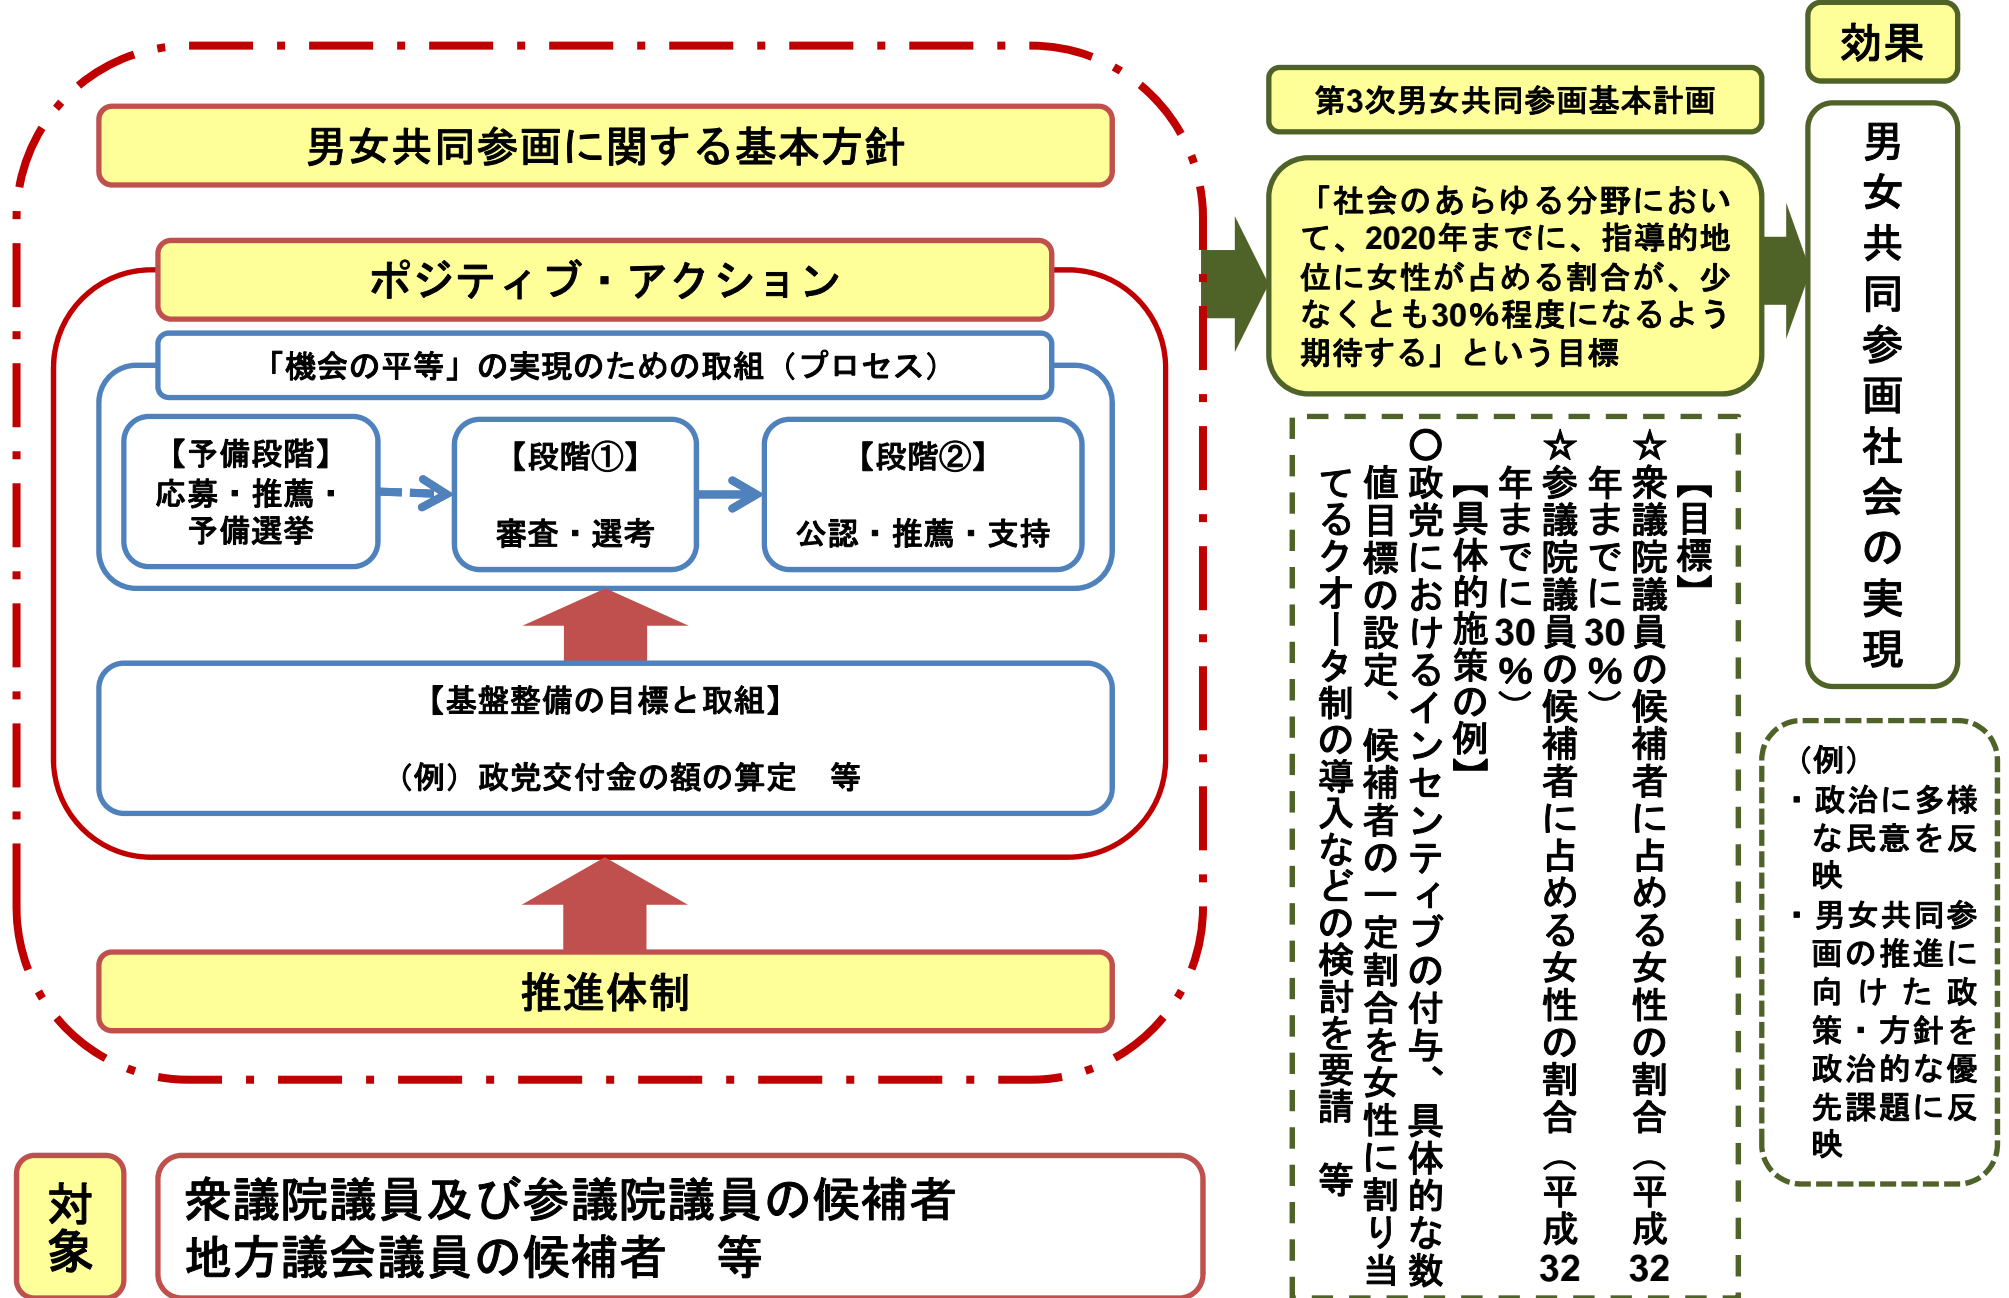 男女共同参画に関する基本方針
ポジティブ・アクション
「機会の平等」の実現のための取組（プロセス）
【予備段階】
応募・推薦・
予備選挙
【段階①】
審査・選考
【段階②】
公認・推薦・支持
【基盤整備の目標と取組】
（例）政党交付金の額の算定　等
推進体制
対象
衆議院議員及び参議院議員の候補者
地方議会議員の候補者　等
第3次男女共同参画基本計画
「社会のあらゆる分野におい
て、2020年までに、指導的地
位に女性が占める割合が、少
なくとも30％程度になるよう
期待する」という目標
【目標】
☆衆議院議員の候補者に占める女性の割合（平成32
年までに30％）
☆参議院議員の候補者に占める女性の割合（平成32
年までに30％）
【具体的施策の例】
○政党におけるインセンティブの付与、具体的な数
値目標の設定、候補者の一定割合を女性に割り当
てるクオータ制の導入などの検討を要請　等
効果
男女共同参画社会の実現
（例）
・政治に多様
な民意を反
映
・男女共同参
画の推進に
向けた政
策・方針を
政治的な優
先課題に反
映